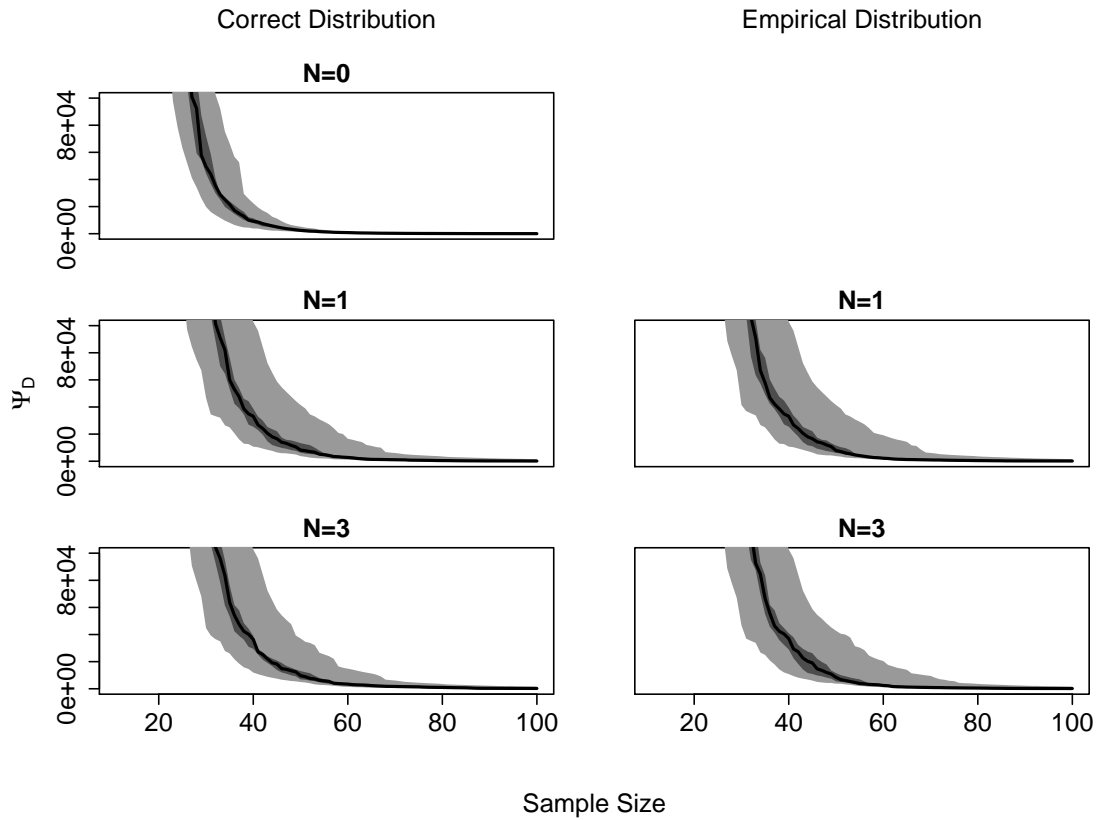 Correct Distribution
Empirical Distribution
N=0
8e+04
0e+00
N=1
N=1
8e+04
0e+00
Ψ_D
N=3
N=3
8e+04
0e+00
20 40 60 80 100
20 40 60 80 100
Sample Size